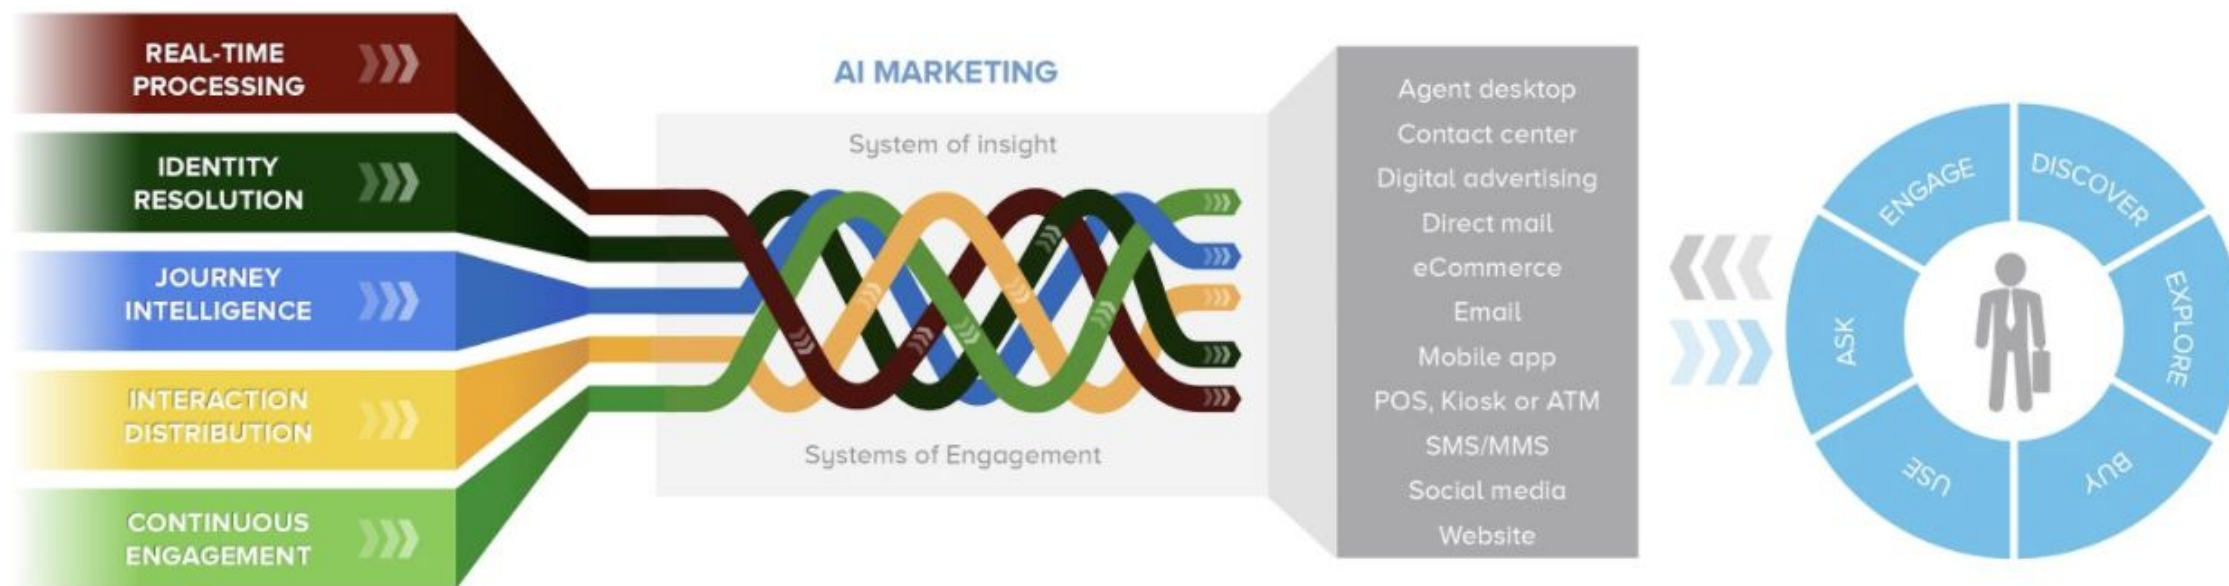 REAL-TIME
PROCESSING
IDENTITY
RESOLUTION
JOURNEY
INTELLIGENCE
INTERACTION
DISTRIBUTION
CONTINUOUS
ENGAGEMENT
AI MARKETING
System of insight
Systems of Engagement
Agent desktop
Contact center
Digital advertising
Direct mail
eCommerce
Email
Mobile app
POS, Kiosk or ATM
SMS/MMS
Social media
Website
ENGAGE
DISCOVER
EXPLORE
BUY
USE
ASK